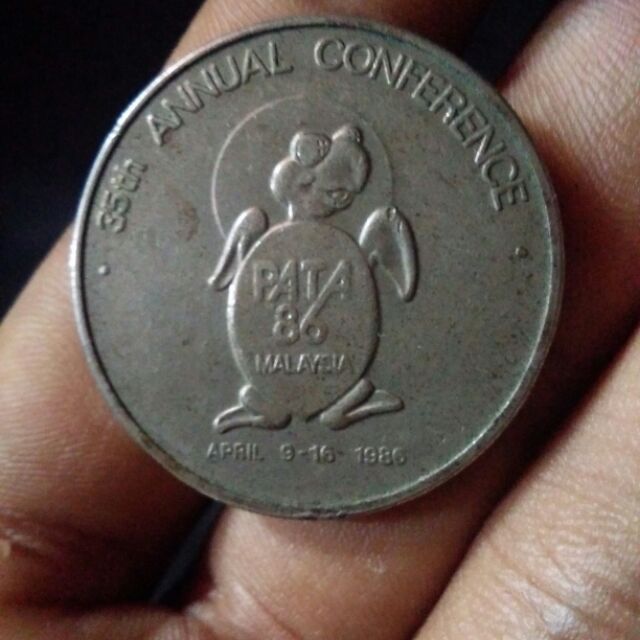 35th ANNUAL CONFERENCE
PATA
86
MALAYSIA
APRIL 9-16 1986